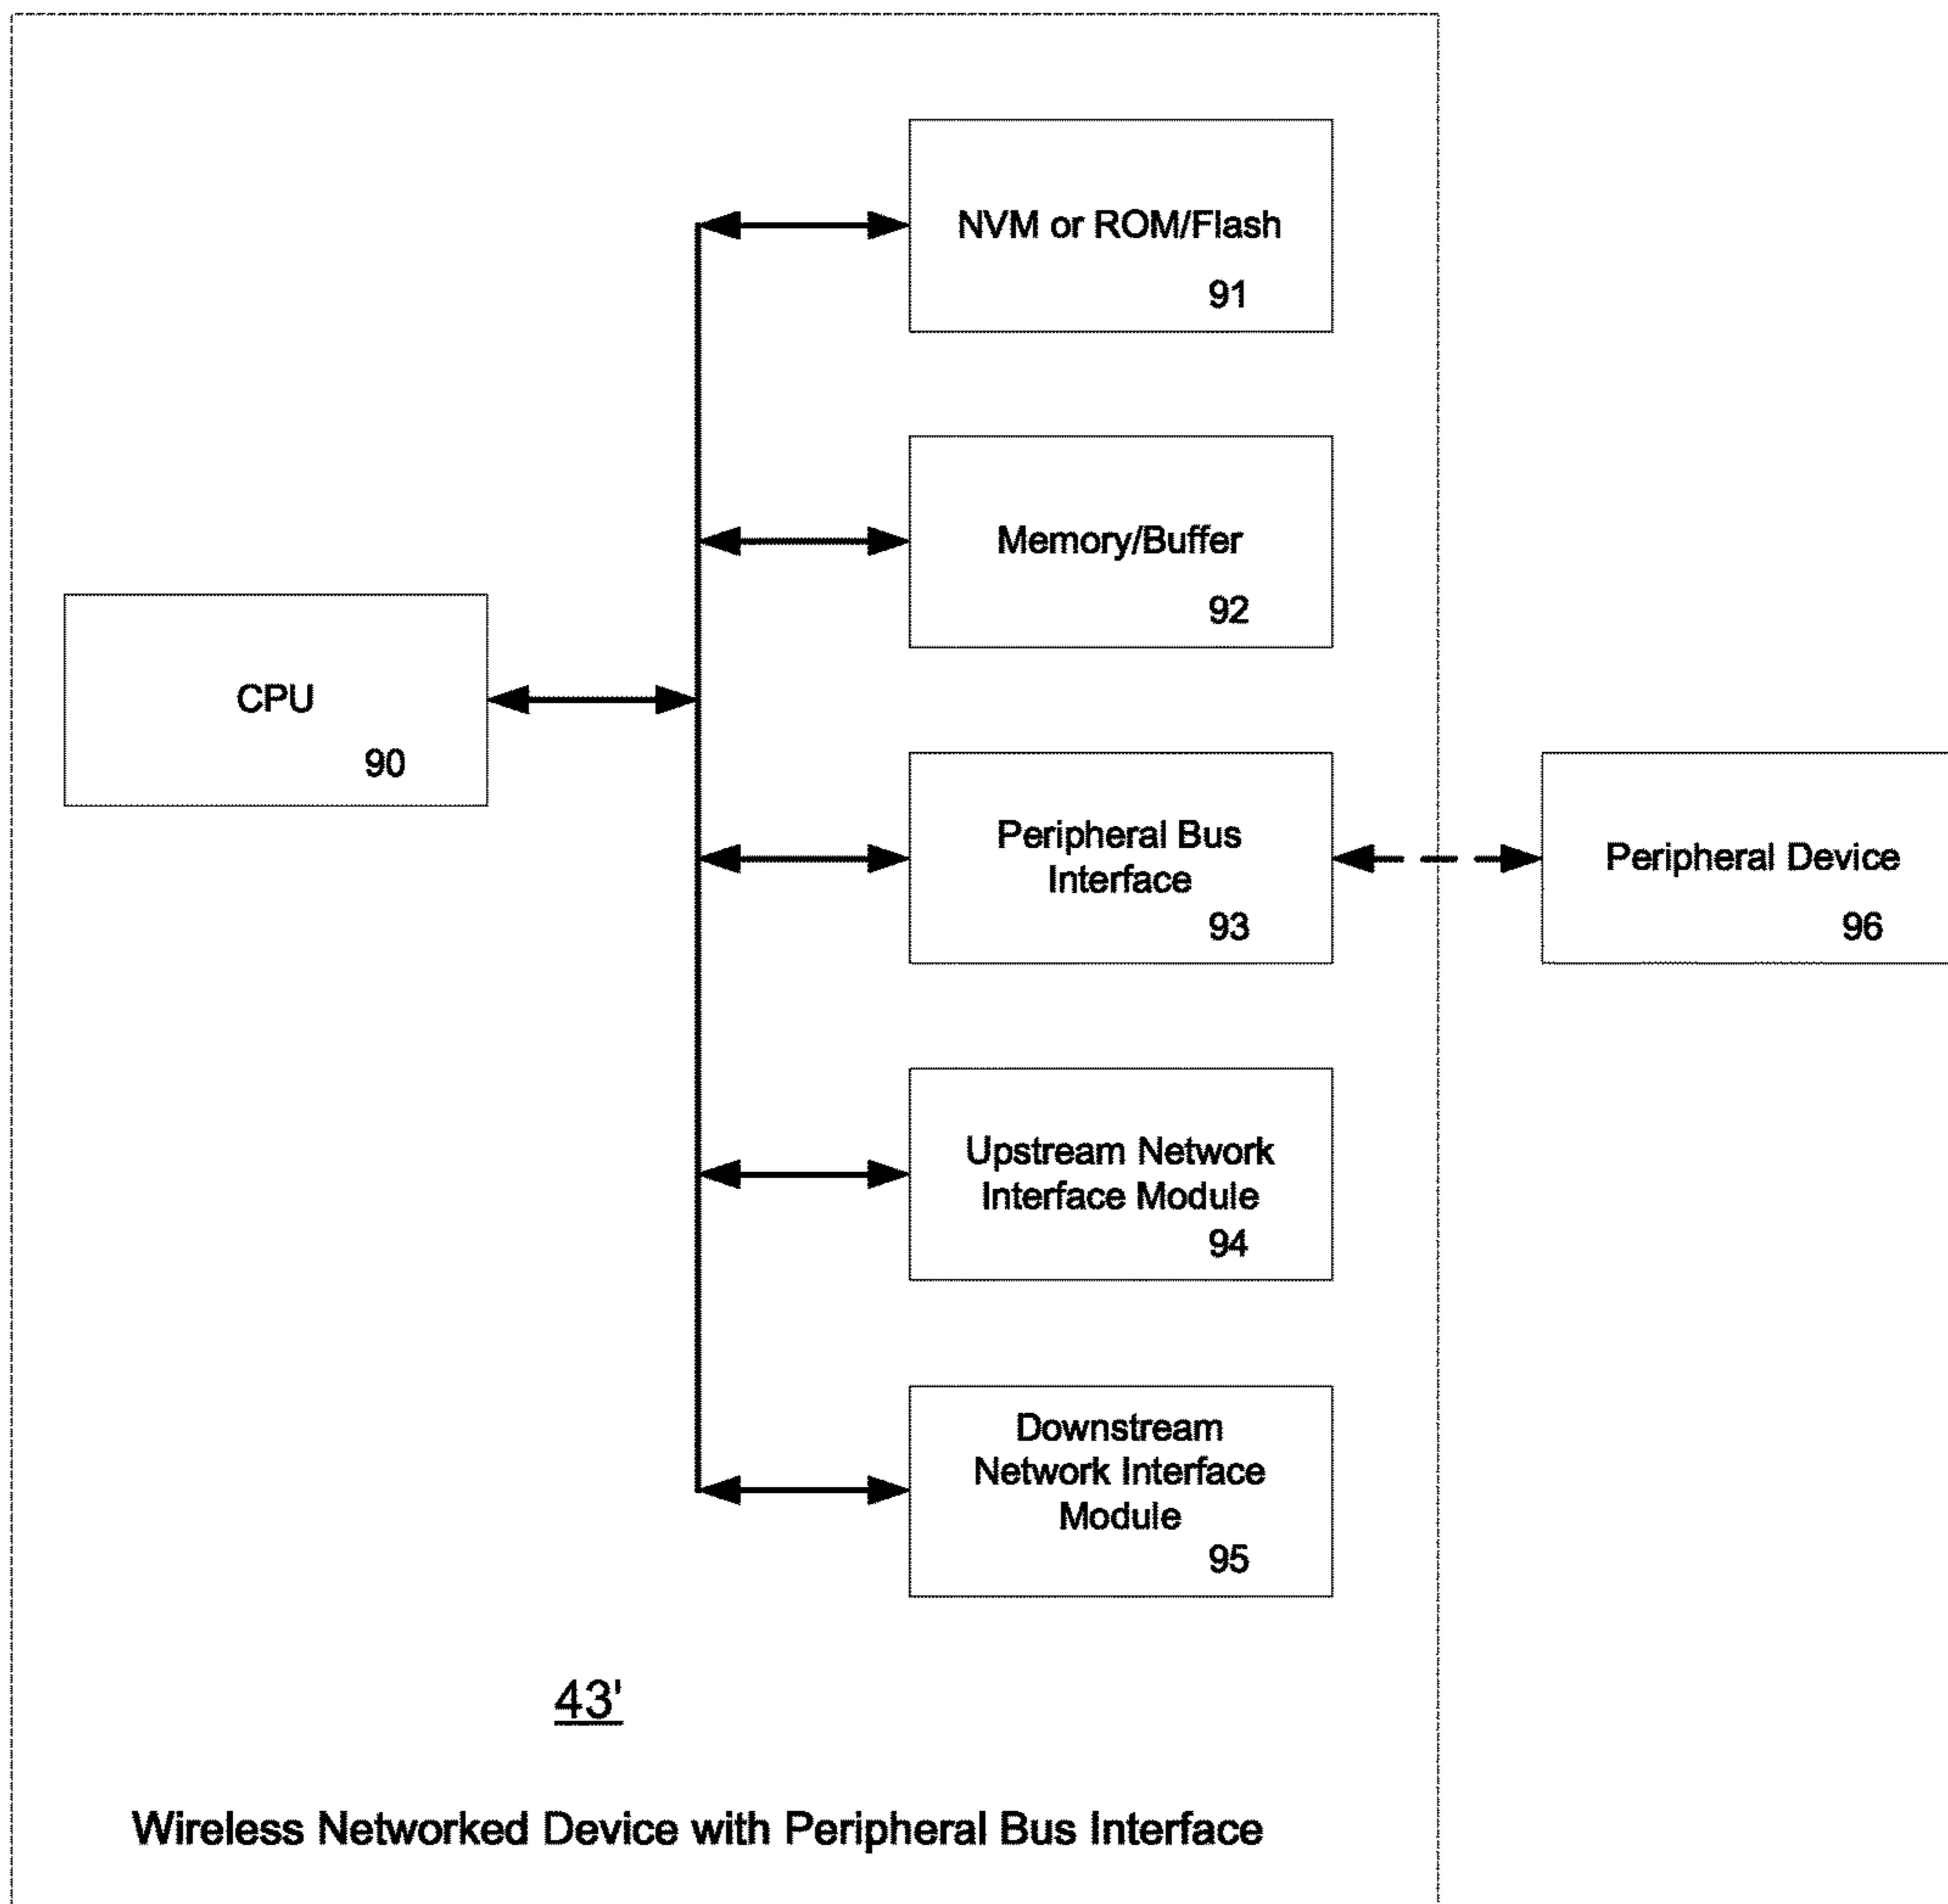 NVM or ROM/Flash
91
Memory/Buffer
92
CPU
90
Peripheral Bus
Interface
93
Peripheral Device
96
Upstream Network
Interface Module
94
Downstream
Network Interface
Module
95
43'
Wireless Networked Device with Peripheral Bus Interface